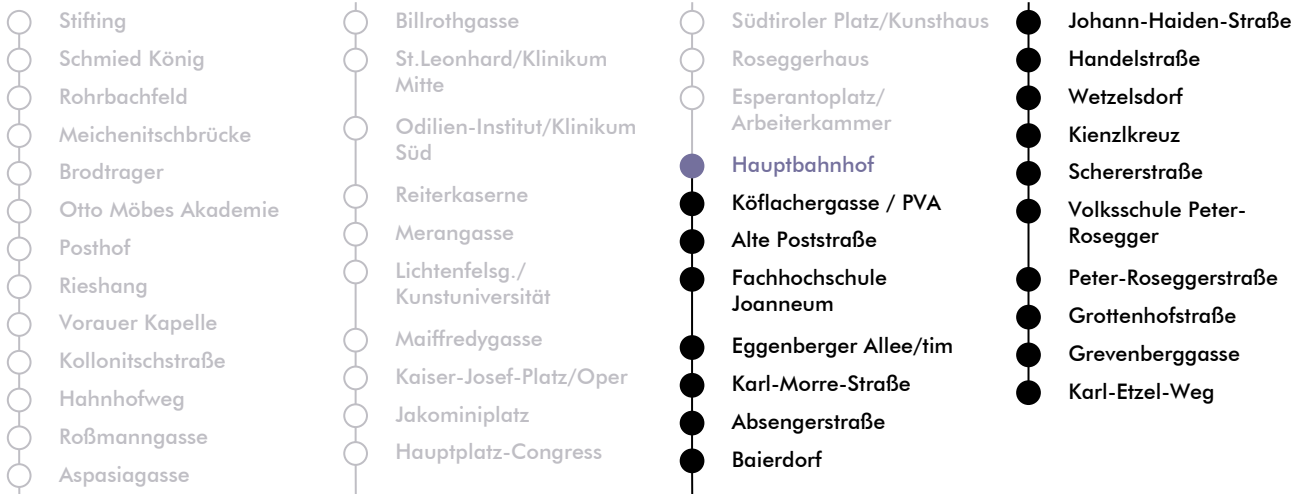 Stifting
Schmied König
Rohrbachfeld
Meichenitschbrücke
Brodtrager
Otto Möbes Akademie
Posthof
Rieshang
Vorauer Kapelle
Kollonitschstraße
Hahnhofweg
Roßmanngasse
Aspasiagasse
Billrothgasse
St.Leonhard/Klinikum
Mitte
Odilien-Institut/Klinikum
Süd
Reiterkaserne
Merangasse
Lichtenfelsg./
Kunstuniversität
Maiffredygasse
Kaiser-Josef-Platz/Oper
Jakominiplatz
Hauptplatz-Congress
Südtiroler Platz/Kunsthaus
Roseggerhaus
Esperantoplatz/
Arbeiterkammer
Hauptbahnhof
Köflachergasse / PVA
Alte Poststraße
Fachhochschule
Joanneum
Eggenberger Allee/tim
Karl-Morre-Straße
Absengerstraße
Baierdorf
Johann-Haiden-Straße
Handelstraße
Wetzelsdorf
Kienzlkreuz
Schererstraße
Volksschule Peter-
Rosegger
Peter-Roseggerstraße
Grottenhofstraße
Grevenberggasse
Karl-Etzel-Weg